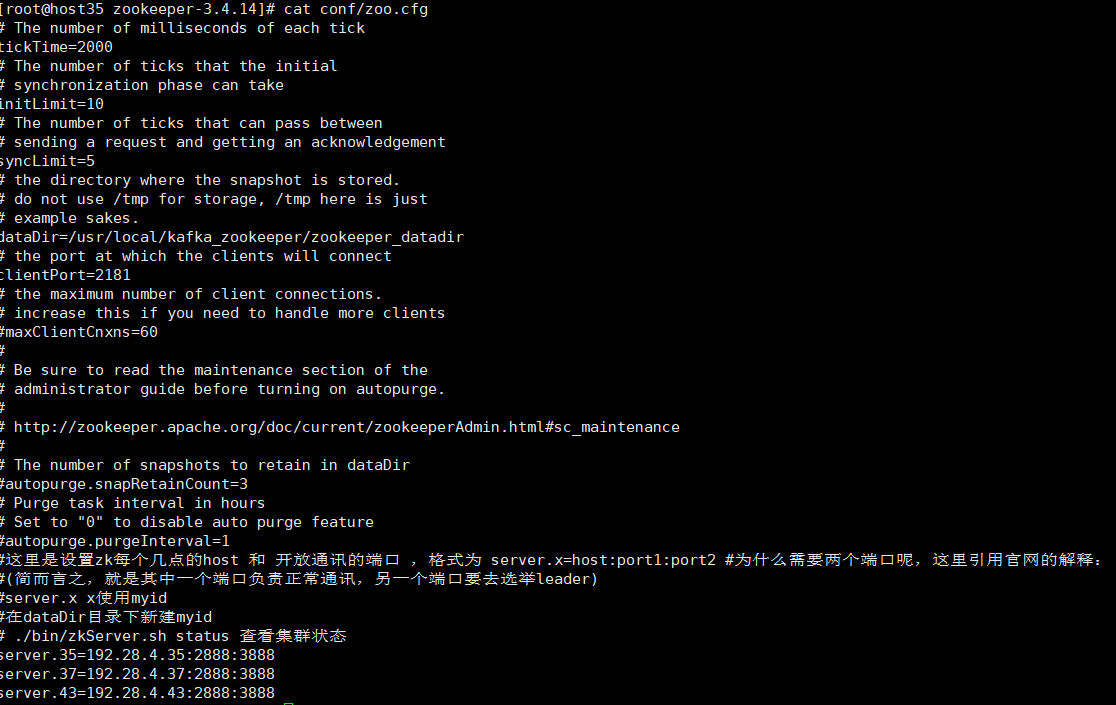 [root@host35 zookeeper-3.4.14]# cat conf/zoo.cfg
# The number of milliseconds of each tick
tickTime=2000
# The number of ticks that the initial
# synchronization phase can take
initLimit=10
# The number of ticks that can pass between
# sending a request and getting an acknowledgement
syncLimit=5
# the directory where the snapshot is stored.
# do not use /tmp for storage, /tmp here is just
# example sakes.
dataDir=/usr/local/kafka_zookeeper/zookeeper_datadir
# the port at which the clients will connect
clientPort=2181
# the maximum number of client connections.
# increase this if you need to handle more clients
#maxClientCnxns=60
#
# Be sure to read the maintenance section of the
# administrator guide before turning on autopurge.
#
# http://zookeeper.apache.org/doc/current/zookeeperAdmin.html#sc_maintenance
#
# The number of snapshots to retain in dataDir
#autopurge.snapRetainCount=3
# Purge task interval in hours
# Set to "0" to disable auto purge feature
#autopurge.purgeInterval=1
#这里是设置zk每个几点的host 和 开放通讯的端口 ，格式为 server.x=host:port1:port2 #为什么需要两个端口呢，这里引用官网的解释：
#(简而言之，就是其中一个端口负责正常通讯，另一个端口要去选举leader)
#server.x x使用myid
#在dataDir目录下新建myid
# ./bin/zkServer.sh status 查看集群状态
server.35=192.28.4.35:2888:3888
server.37=192.28.4.37:2888:3888
server.43=192.28.4.43:2888:3888